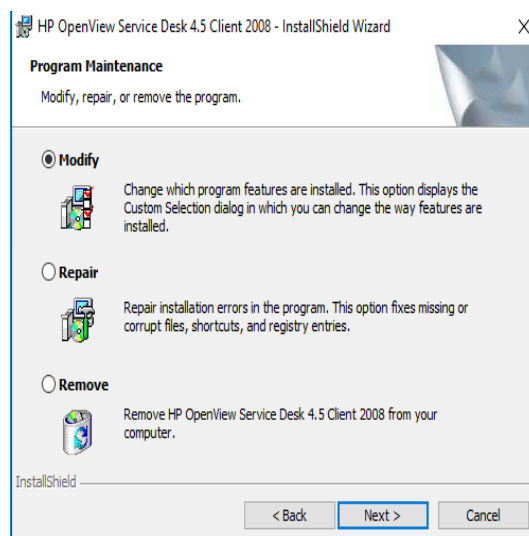 HP OpenView Service Desk 4.5 Client 2008 - InstallShield Wizard
Program Maintenance
Modify, repair, or remove the program.
Modify
Change which program features are installed. This option displays the
Custom Selection dialog in which you can change the way features are
installed.
Repair
Repair installation errors in the program. This option fixes missing or
corrupt files, shortcuts, and registry entries.
Remove
Remove HP OpenView Service Desk 4.5 Client 2008 from your
computer.
InstallShield
< Back Next > Cancel